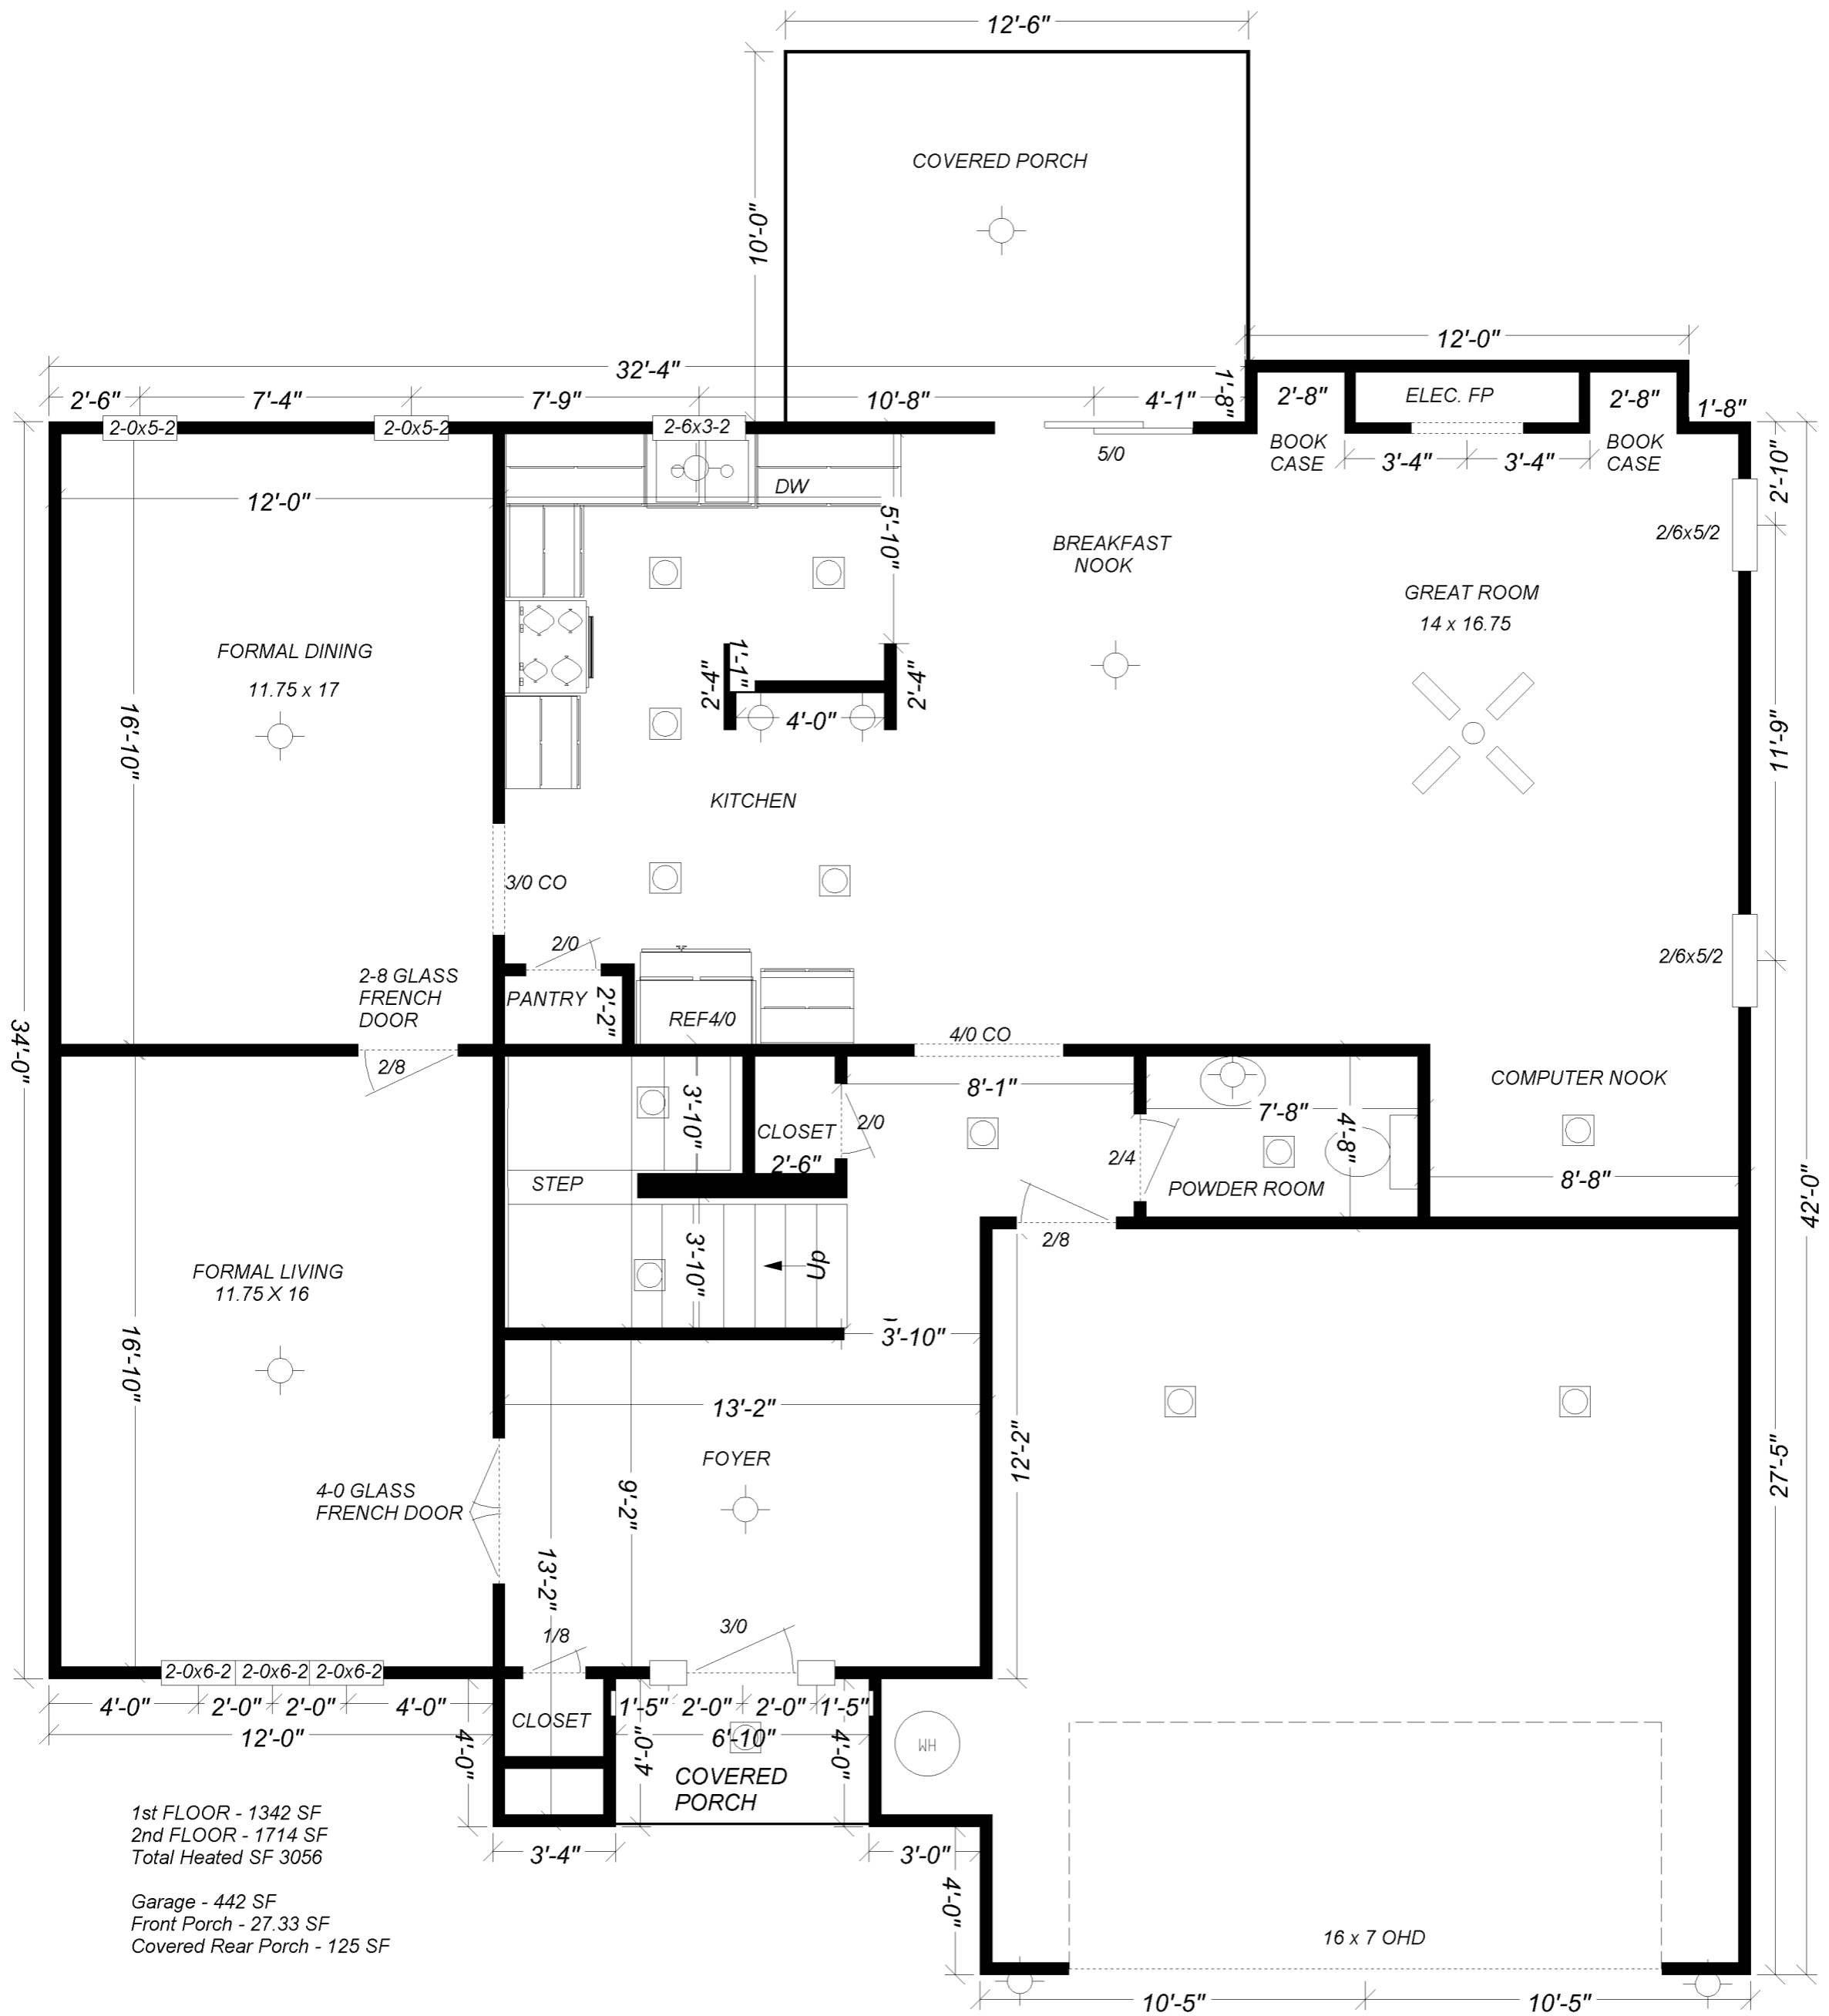 12'-6"
COVERED PORCH
10'-0"
12'-0"
32'-4"
2'-6"
7'-4"
7'-9"
10'-8"
4'-1"
1'-8"
2'-8"
ELEC. FP
2'-8"
1'-8"
2-0x5-2
2-0x5-2
2-6x3-2
5/0
BOOK
CASE
3'-4"
3'-4"
BOOK
CASE
2'-10"
12'-0"
DW
5'-10"
BREAKFAST
NOOK
2/6x5/2
GREAT ROOM
14 x 16.75
FORMAL DINING
11.75 x 17
2'-4"
1'-1"
2'-4"
4'-0"
16'-10"
11'-9"
KITCHEN
3/0 CO
2/0
2-8 GLASS
FRENCH
DOOR
PANTRY
2'-2"
REF4/0
2/6x5/2
34'-0"
2/8
4/0 CO
3'-10"
8'-1"
COMPUTER NOOK
CLOSET
2/0
2'-6"
7'-8"
4'-8"
2/4
STEP
POWDER ROOM
8'-8"
42'-0"
2/8
3'-10"
Up
FORMAL LIVING
11.75 X 16
16'-10"
3'-10"
13'-2"
12'-2"
FOYER
27'-5"
4-0 GLASS
FRENCH DOOR
9'-2"
13'-2"
1/8
3/0
2-0x6-2
2-0x6-2
2-0x6-2
4'-0"
2'-0"
2'-0"
4'-0"
12'-0"
4'-0"
CLOSET
1'-5"
2'-0"
2'-0"
1'-5"
4'-0"
6'-10"
4'-0"
WH
COVERED
PORCH
1st FLOOR - 1342 SF
2nd FLOOR - 1714 SF
Total Heated SF 3056
3'-4"
3'-0"
4'-0"
Garage - 442 SF
Front Porch - 27.33 SF
Covered Rear Porch - 125 SF
16 x 7 OHD
10'-5"
10'-5"